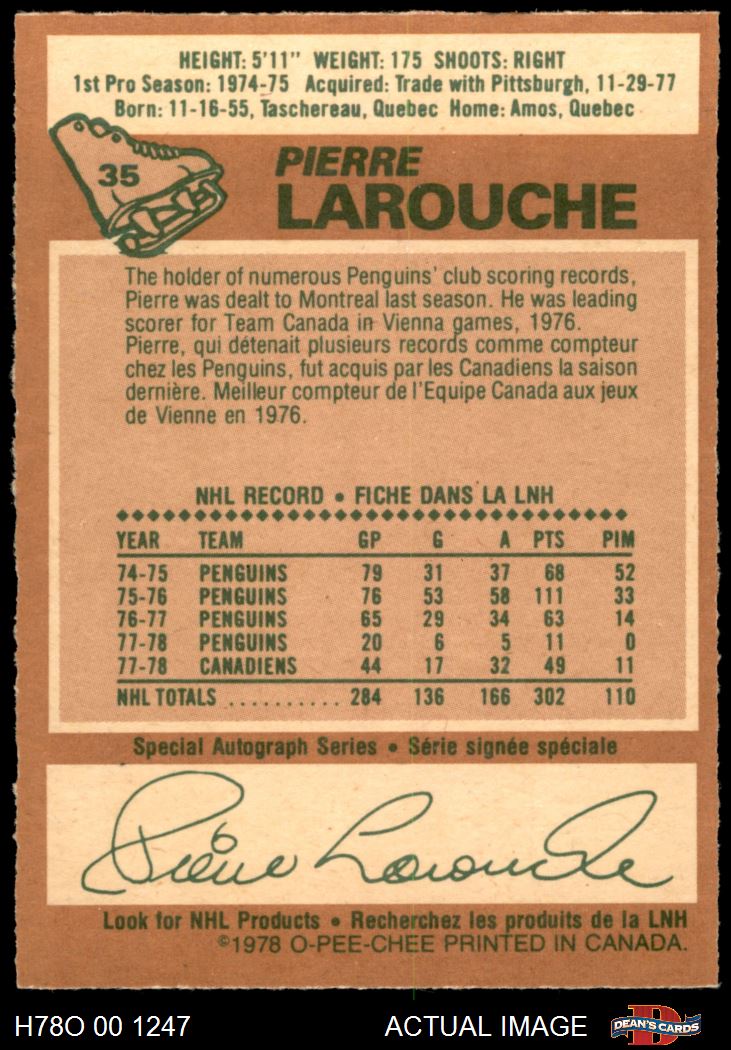 HEIGHT: 5'11" WEIGHT: 175 SHOOTS: RIGHT
1st Pro Season: 1974-75 Acquired: Trade with Pittsburgh, 11-29-77
Born: 11-16-55, Taschereau, Quebec Home: Amos, Quebec
35
PIERRE
LAROUCHE
The holder of numerous Penguins' club scoring records,
Pierre was dealt to Montreal last season. He was leading
scorer for Team Canada in Vienna games, 1976.
Pierre, qui détenait plusieurs records comme compteur
chez les Penguins, fut acquis par les Canadiens la saison
dernière. Meilleur compteur de l'Equipe Canada aux jeux
de Vienne en 1976.
NHL RECORD • FICHE DANS LA LNH
YEAR TEAM GP G A PTS PIM
74-75 PENGUINS 79 31 37 68 52
75-76 PENGUINS 76 53 58 111 33
76-77 PENGUINS 65 29 34 63 14
77-78 PENGUINS 20 6 5 11 0
77-78 CANADIENS 44 17 32 49 11
NHL TOTALS .......... 284 136 166 302 110
Special Autograph Series • Série signée spéciale
Pierre Larouche
Look for NHL Products • Recherchez les produits de la LNH
©1978 O-PEE-CHEE PRINTED IN CANADA.
H78O 00 1247 ACTUAL IMAGE D DEAN'S CARDS